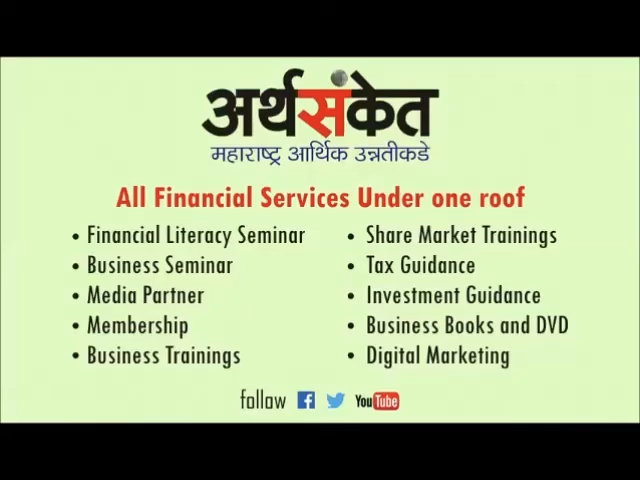 अर्थसंकेत
महाराष्ट्र आर्थिक उन्नतीकडे
All Financial Services Under one roof
• Financial Literacy Seminar
• Business Seminar
• Media Partner
• Membership
• Business Trainings
• Share Market Trainings
• Tax Guidance
• Investment Guidance
• Business Books and DVD
• Digital Marketing
follow YouTube